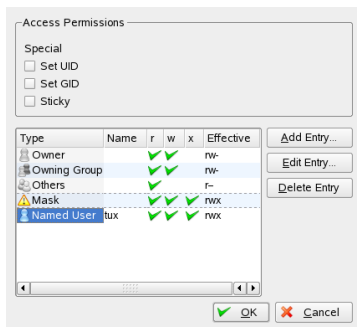 Access Permissions
Special
Set UID
Set GID
Sticky
Type Name r w x Effective
Owner rw-
Owning Group rw-
Others r–
Mask rwx
Named User tux rwx
Add Entry...
Edit Entry...
Delete Entry
OK
Cancel